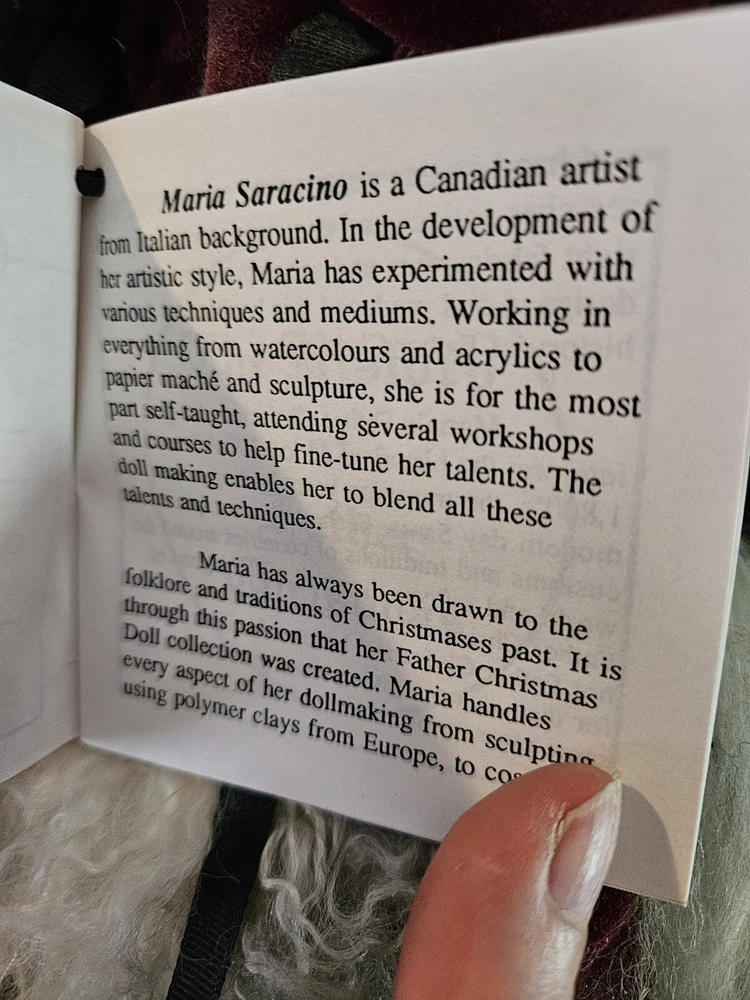 Maria Saracino is a Canadian artist
from Italian background. In the development of
her artistic style, Maria has experimented with
various techniques and mediums. Working in
everything from watercolours and acrylics to
papier maché and sculpture, she is for the most
part self-taught, attending several workshops
and courses to help fine-tune her talents. The
doll making enables her to blend all these
talents and techniques.
Maria has always been drawn to the
folklore and traditions of Christmases past. It is
through this passion that her Father Christmas
Doll collection was created. Maria handles
every aspect of her dollmaking from sculpting
using polymer clays from Europe, to